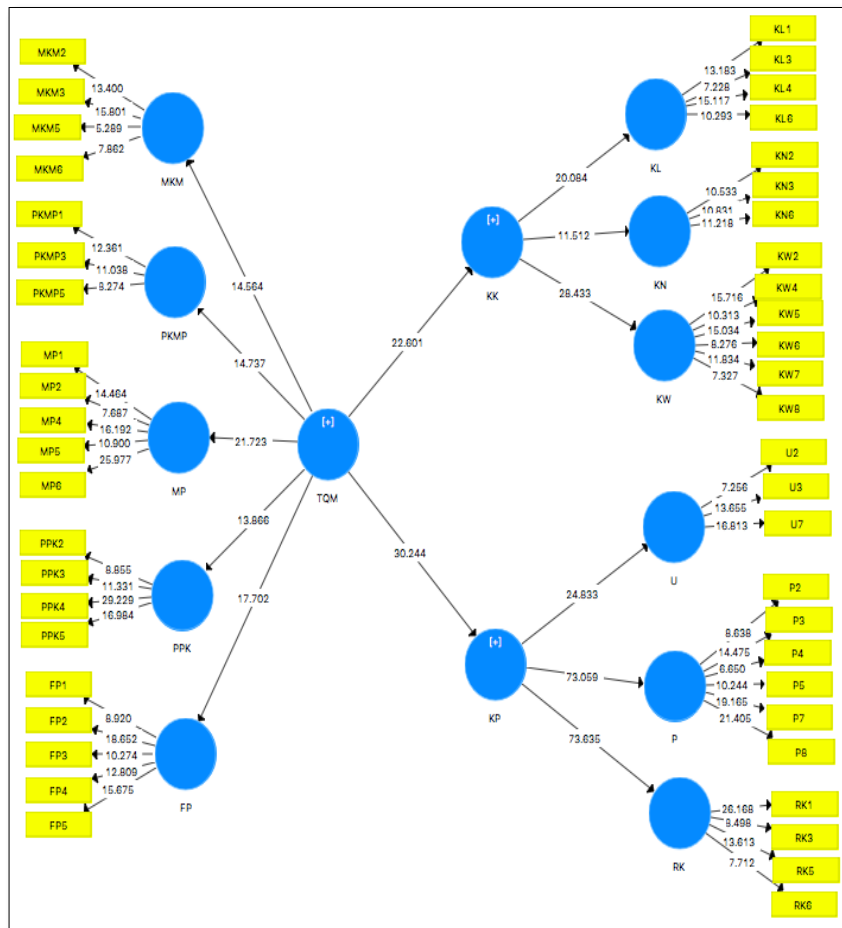 MKM2
MKM3
MKM5
MKM6
13.400
15.801
5.289
7.862
MKM
PKMP1
PKMP3
PKMP5
12.361
11.038
8.274
PKMP
MP1
MP2
MP4
MP5
MP6
14.464
7.687
16.192
10.900
25.977
MP
PPK2
PPK3
PPK4
PPK5
8.855
11.331
29.229
16.984
PPK
FP1
FP2
FP3
FP4
FP5
8.920
18.652
10.274
12.809
15.675
FP
14.564
14.737
21.723
13.866
17.702
[+]
TQM
22.601
30.244
[+]
KK
20.084
11.512
28.433
[+]
KP
24.833
73.059
73.635
KL
13.183
7.228
15.117
10.293
KL1
KL3
KL4
KL6
KN
10.533
10.831
11.218
KN2
KN3
KN6
KW
15.716
10.313
15.034
8.276
11.834
7.327
KW2
KW4
KW5
KW6
KW7
KW8
U
7.256
13.655
16.813
U2
U3
U7
P
8.638
14.475
6.650
10.244
19.165
21.405
P2
P3
P4
P5
P7
P8
RK
26.168
8.498
13.613
7.712
RK1
RK3
RK5
RK6